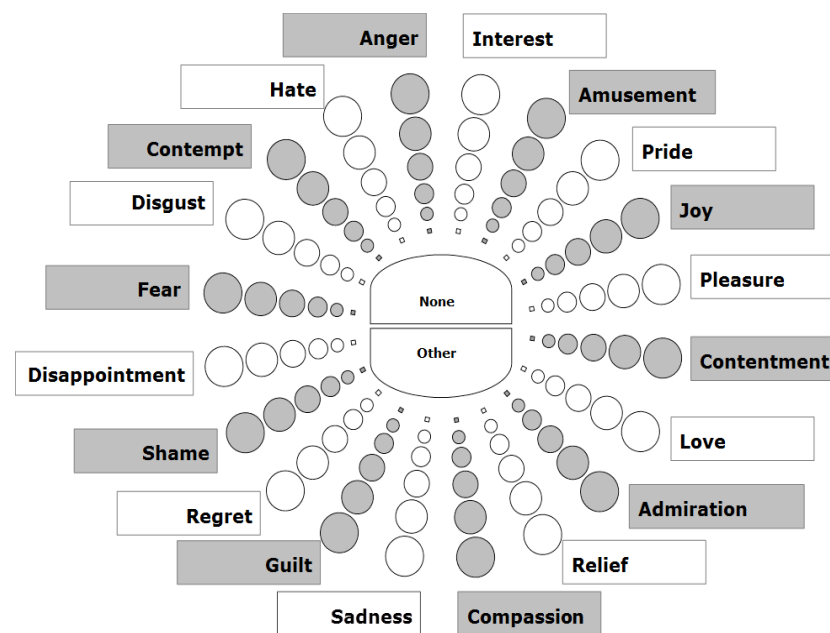 Anger
Interest
Hate
Amusement
Contempt
Pride
Disgust
Joy
Fear
Pleasure
None
Other
Disappointment
Contentment
Shame
Love
Regret
Admiration
Guilt
Relief
Sadness
Compassion